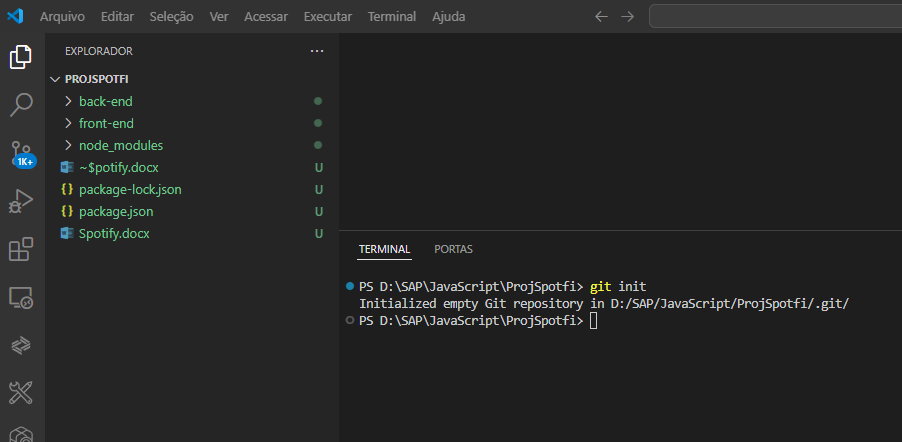 Arquivo Editar Seleção Ver Acessar Executar Terminal Ajuda
EXPLORADOR
PROJSPOTFI
back-end
front-end
node_modules
~$potify.docx U
package-lock.json U
package.json U
Spotify.docx U
1K+
TERMINAL PORTAS
PS D:\SAP\JavaScript\ProjSpotfi> git init
Initialized empty Git repository in D:/SAP/JavaScript/ProjSpotfi/.git/
PS D:\SAP\JavaScript\ProjSpotfi>